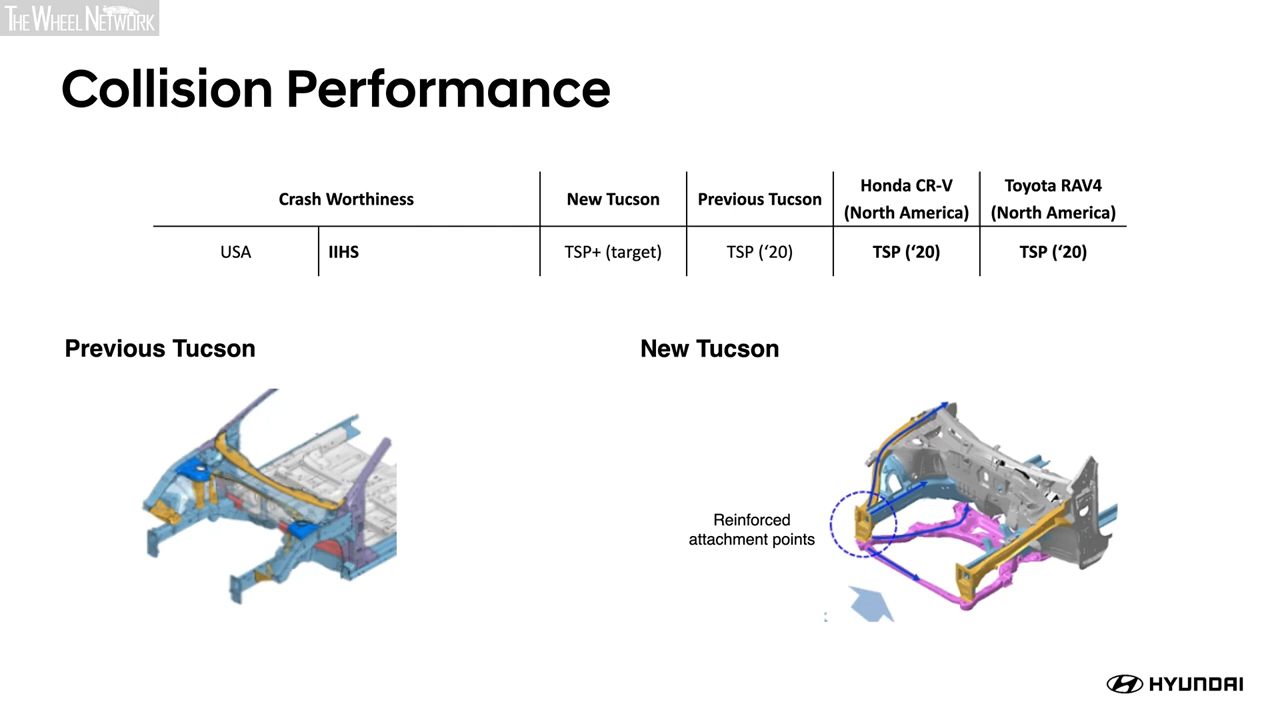 THE WHEEL NETWORK
Collision Performance
Crash Worthiness
New Tucson
Previous Tucson
Honda CR-V
(North America)
Toyota RAV4
(North America)
USA
IIHS
TSP+ (target)
TSP (‘20)
TSP (‘20)
TSP (‘20)
Previous Tucson
New Tucson
Reinforced
attachment points
:
HYUNDAI